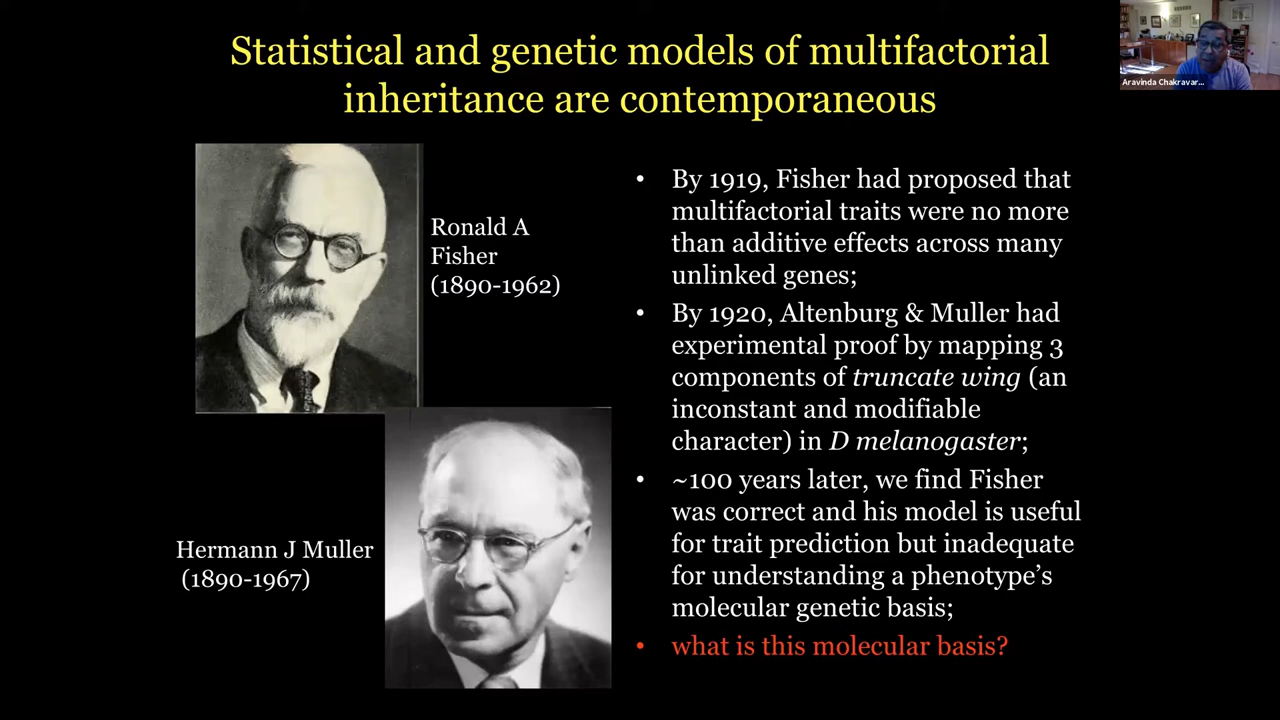 Statistical and genetic models of multifactorial
inheritance are contemporaneous
Aravinda Chakravar...
Ronald A
Fisher
(1890-1962)
Hermann J Muller
(1890-1967)
• By 1919, Fisher had proposed that
multifactorial traits were no more
than additive effects across many
unlinked genes;
• By 1920, Altenburg & Muller had
experimental proof by mapping 3
components of truncate wing (an
inconstant and modifiable
character) in D melanogaster;
• ~100 years later, we find Fisher
was correct and his model is useful
for trait prediction but inadequate
for understanding a phenotype’s
molecular genetic basis;
• what is this molecular basis?